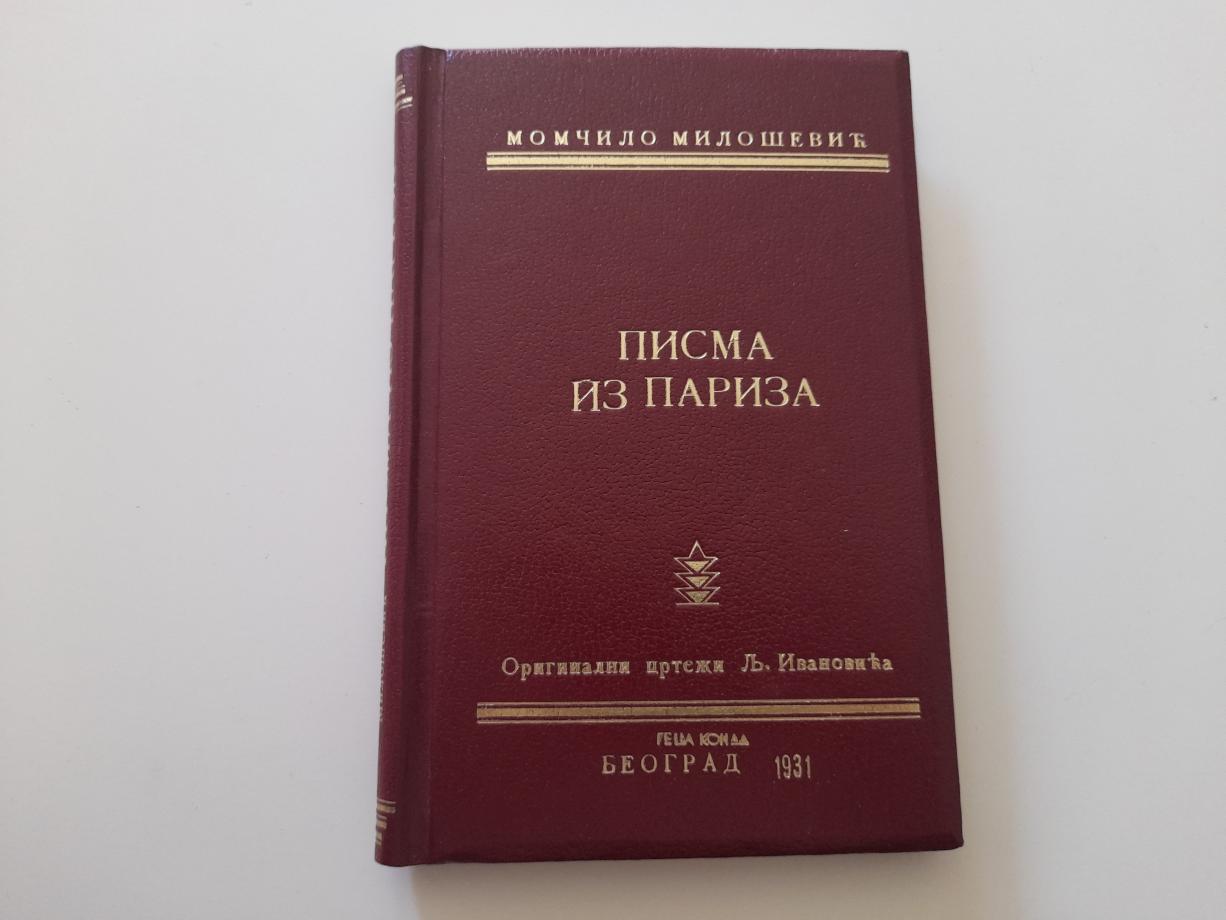 МОМЧИЛО МИЛОШЕВИЋ
ПИСМА
ИЗ ПАРИЗА
Оригинални цртежи Љ. Ивановића
ГЕЦА КОН А.Д.
БЕОГРАД 1931